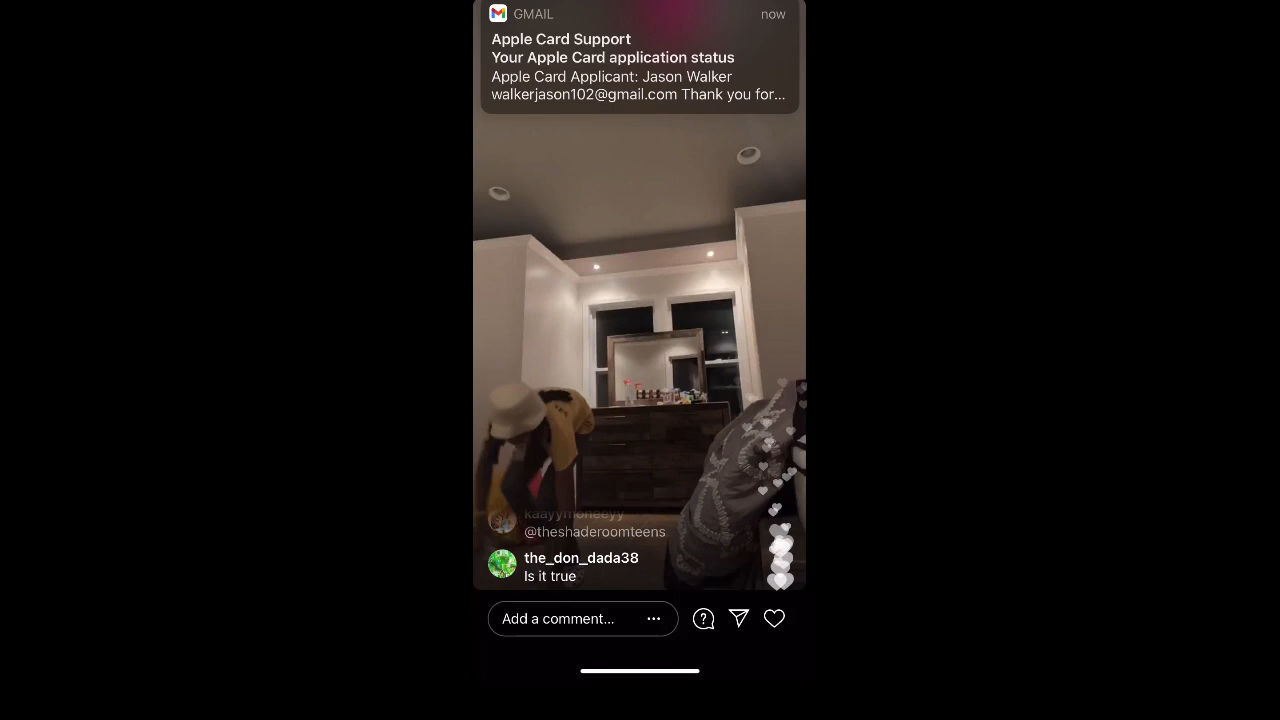 GMAIL
now
Apple Card Support
Your Apple Card application status
Apple Card Applicant: Jason Walker
walkerjason102@gmail.com Thank you for...
kaayymoneeyy
@theshaderoomteens
the_don_dada38
Is it true
Add a comment...